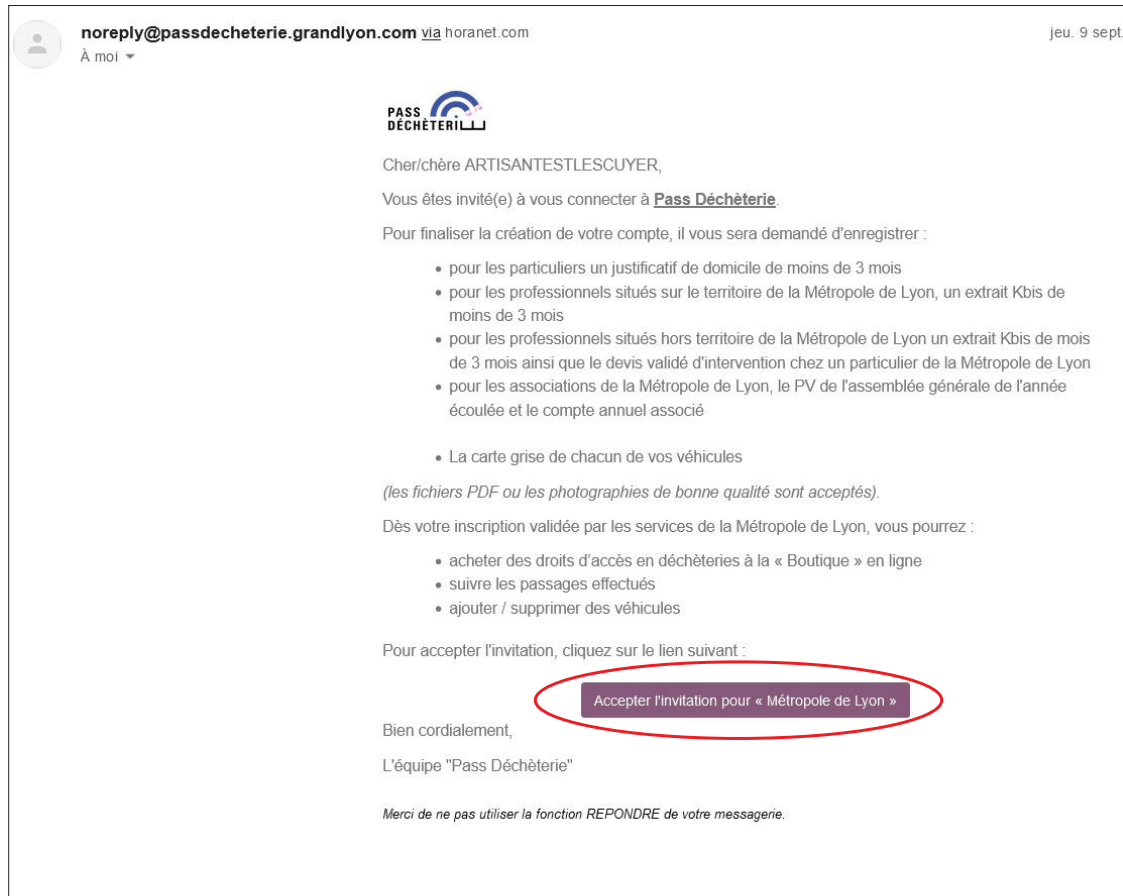 noreply@passdecheterie.grandlyon.com via horanet.com
jeu. 9 sept.
À moi
PASS
DÉCHÈTERI
Cher/chère ARTISANTESTLESCUYER,
Vous êtes invité(e) à vous connecter à Pass Déchèterie.
Pour finaliser la création de votre compte, il vous sera demandé d'enregistrer :
• pour les particuliers un justificatif de domicile de moins de 3 mois
• pour les professionnels situés sur le territoire de la Métropole de Lyon, un extrait Kbis de
moins de 3 mois
• pour les professionnels situés hors territoire de la Métropole de Lyon un extrait Kbis de mois
de 3 mois ainsi que le devis validé d'intervention chez un particulier de la Métropole de Lyon
• pour les associations de la Métropole de Lyon, le PV de l'assemblée générale de l'année
écoulée et le compte annuel associé
• La carte grise de chacun de vos véhicules
(les fichiers PDF ou les photographies de bonne qualité sont acceptés).
Dès votre inscription validée par les services de la Métropole de Lyon, vous pourrez :
• acheter des droits d'accès en déchèteries à la « Boutique » en ligne
• suivre les passages effectués
• ajouter / supprimer des véhicules
Pour accepter l'invitation, cliquez sur le lien suivant :
Accepter l'invitation pour « Métropole de Lyon »
Bien cordialement,
L'équipe "Pass Déchèterie"
Merci de ne pas utiliser la fonction REPONDRE de votre messagerie.